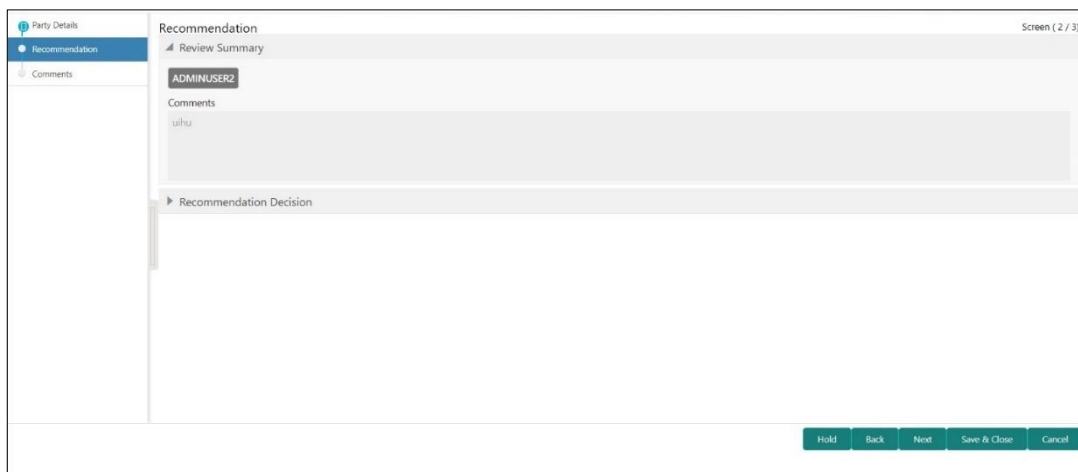 Party Details
Recommendation
Comments
Recommendation
Screen ( 2 / 3)
Review Summary
ADMINUSER2
Comments
uihu
Recommendation Decision
Hold Back Next Save & Close Cancel